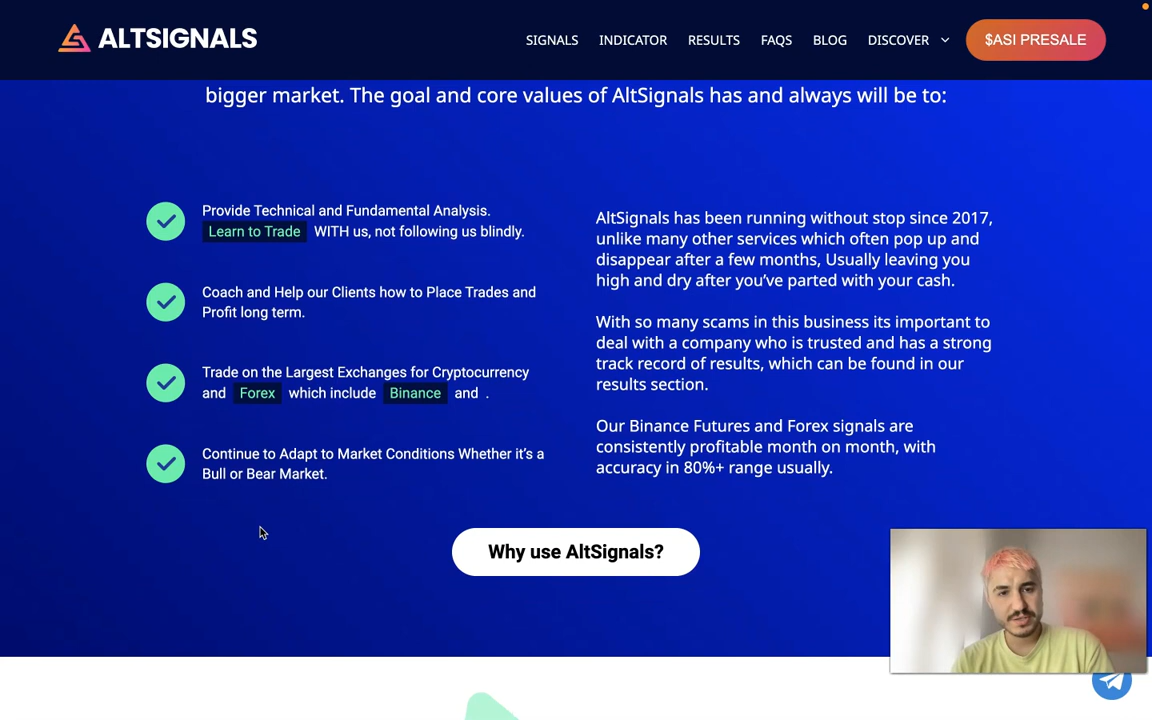 ALTSIGNALS
SIGNALS INDICATOR RESULTS FAQS BLOG DISCOVER $ASI PRESALE
bigger market. The goal and core values of AltSignals has and always will be to:
Provide Technical and Fundamental Analysis.
Learn to Trade WITH us, not following us blindly.
Coach and Help our Clients how to Place Trades and
Profit long term.
Trade on the Largest Exchanges for Cryptocurrency
and Forex which include Binance and .
Continue to Adapt to Market Conditions Whether it's a
Bull or Bear Market.
AltSignals has been running without stop since 2017,
unlike many other services which often pop up and
disappear after a few months, Usually leaving you
high and dry after you've parted with your cash.
With so many scams in this business its important to
deal with a company who is trusted and has a strong
track record of results, which can be found in our
results section.
Our Binance Futures and Forex signals are
consistently profitable month on month, with
accuracy in 80%+ range usually.
Why use AltSignals?